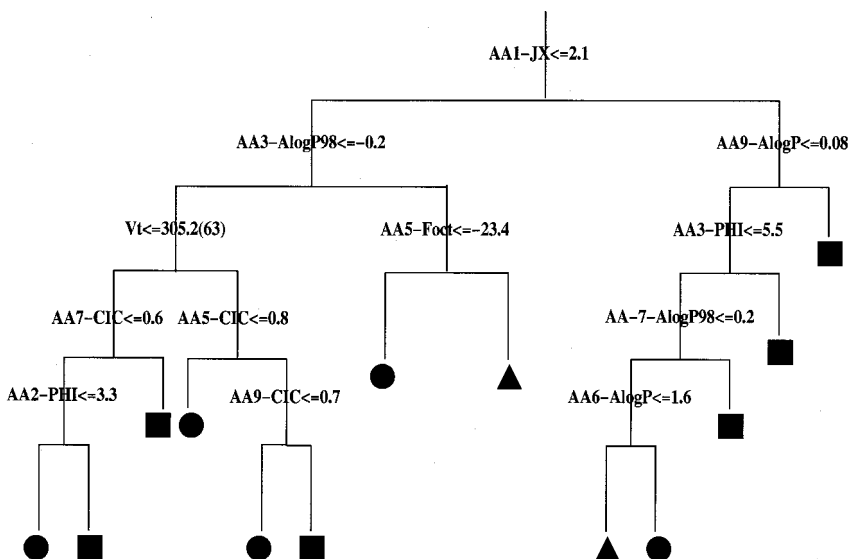 AA1-JX<=2.1
AA3-AlogP98<=-0.2
AA9-AlogP<=0.08
Vt<=305.2(63)
AA5-Foct<=-23.4
AA3-PHI<=5.5
AA7-CIC<=0.6
AA5-CIC<=0.8
AA-7-AlogP98<=0.2
AA2-PHI<=3.3
AA9-CIC<=0.7
AA6-AlogP<=1.6